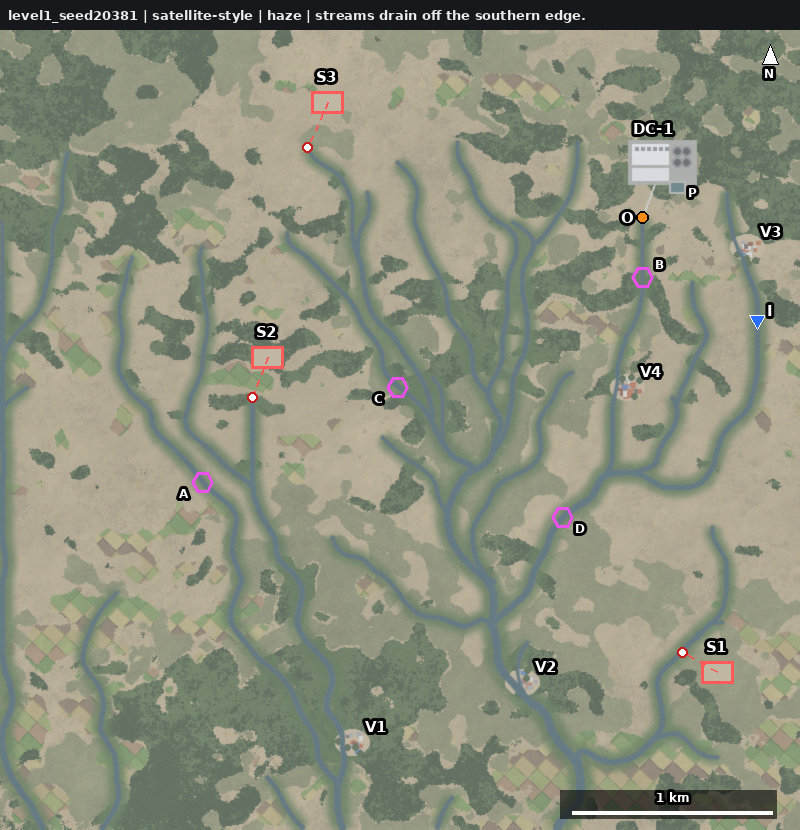 level1_seed20381 | satellite-style | haze | streams drain off the southern edge.
S3
N
DC-1
P
O
V3
B
I
S2
V4
C
A
D
S1
V2
V1
1 km